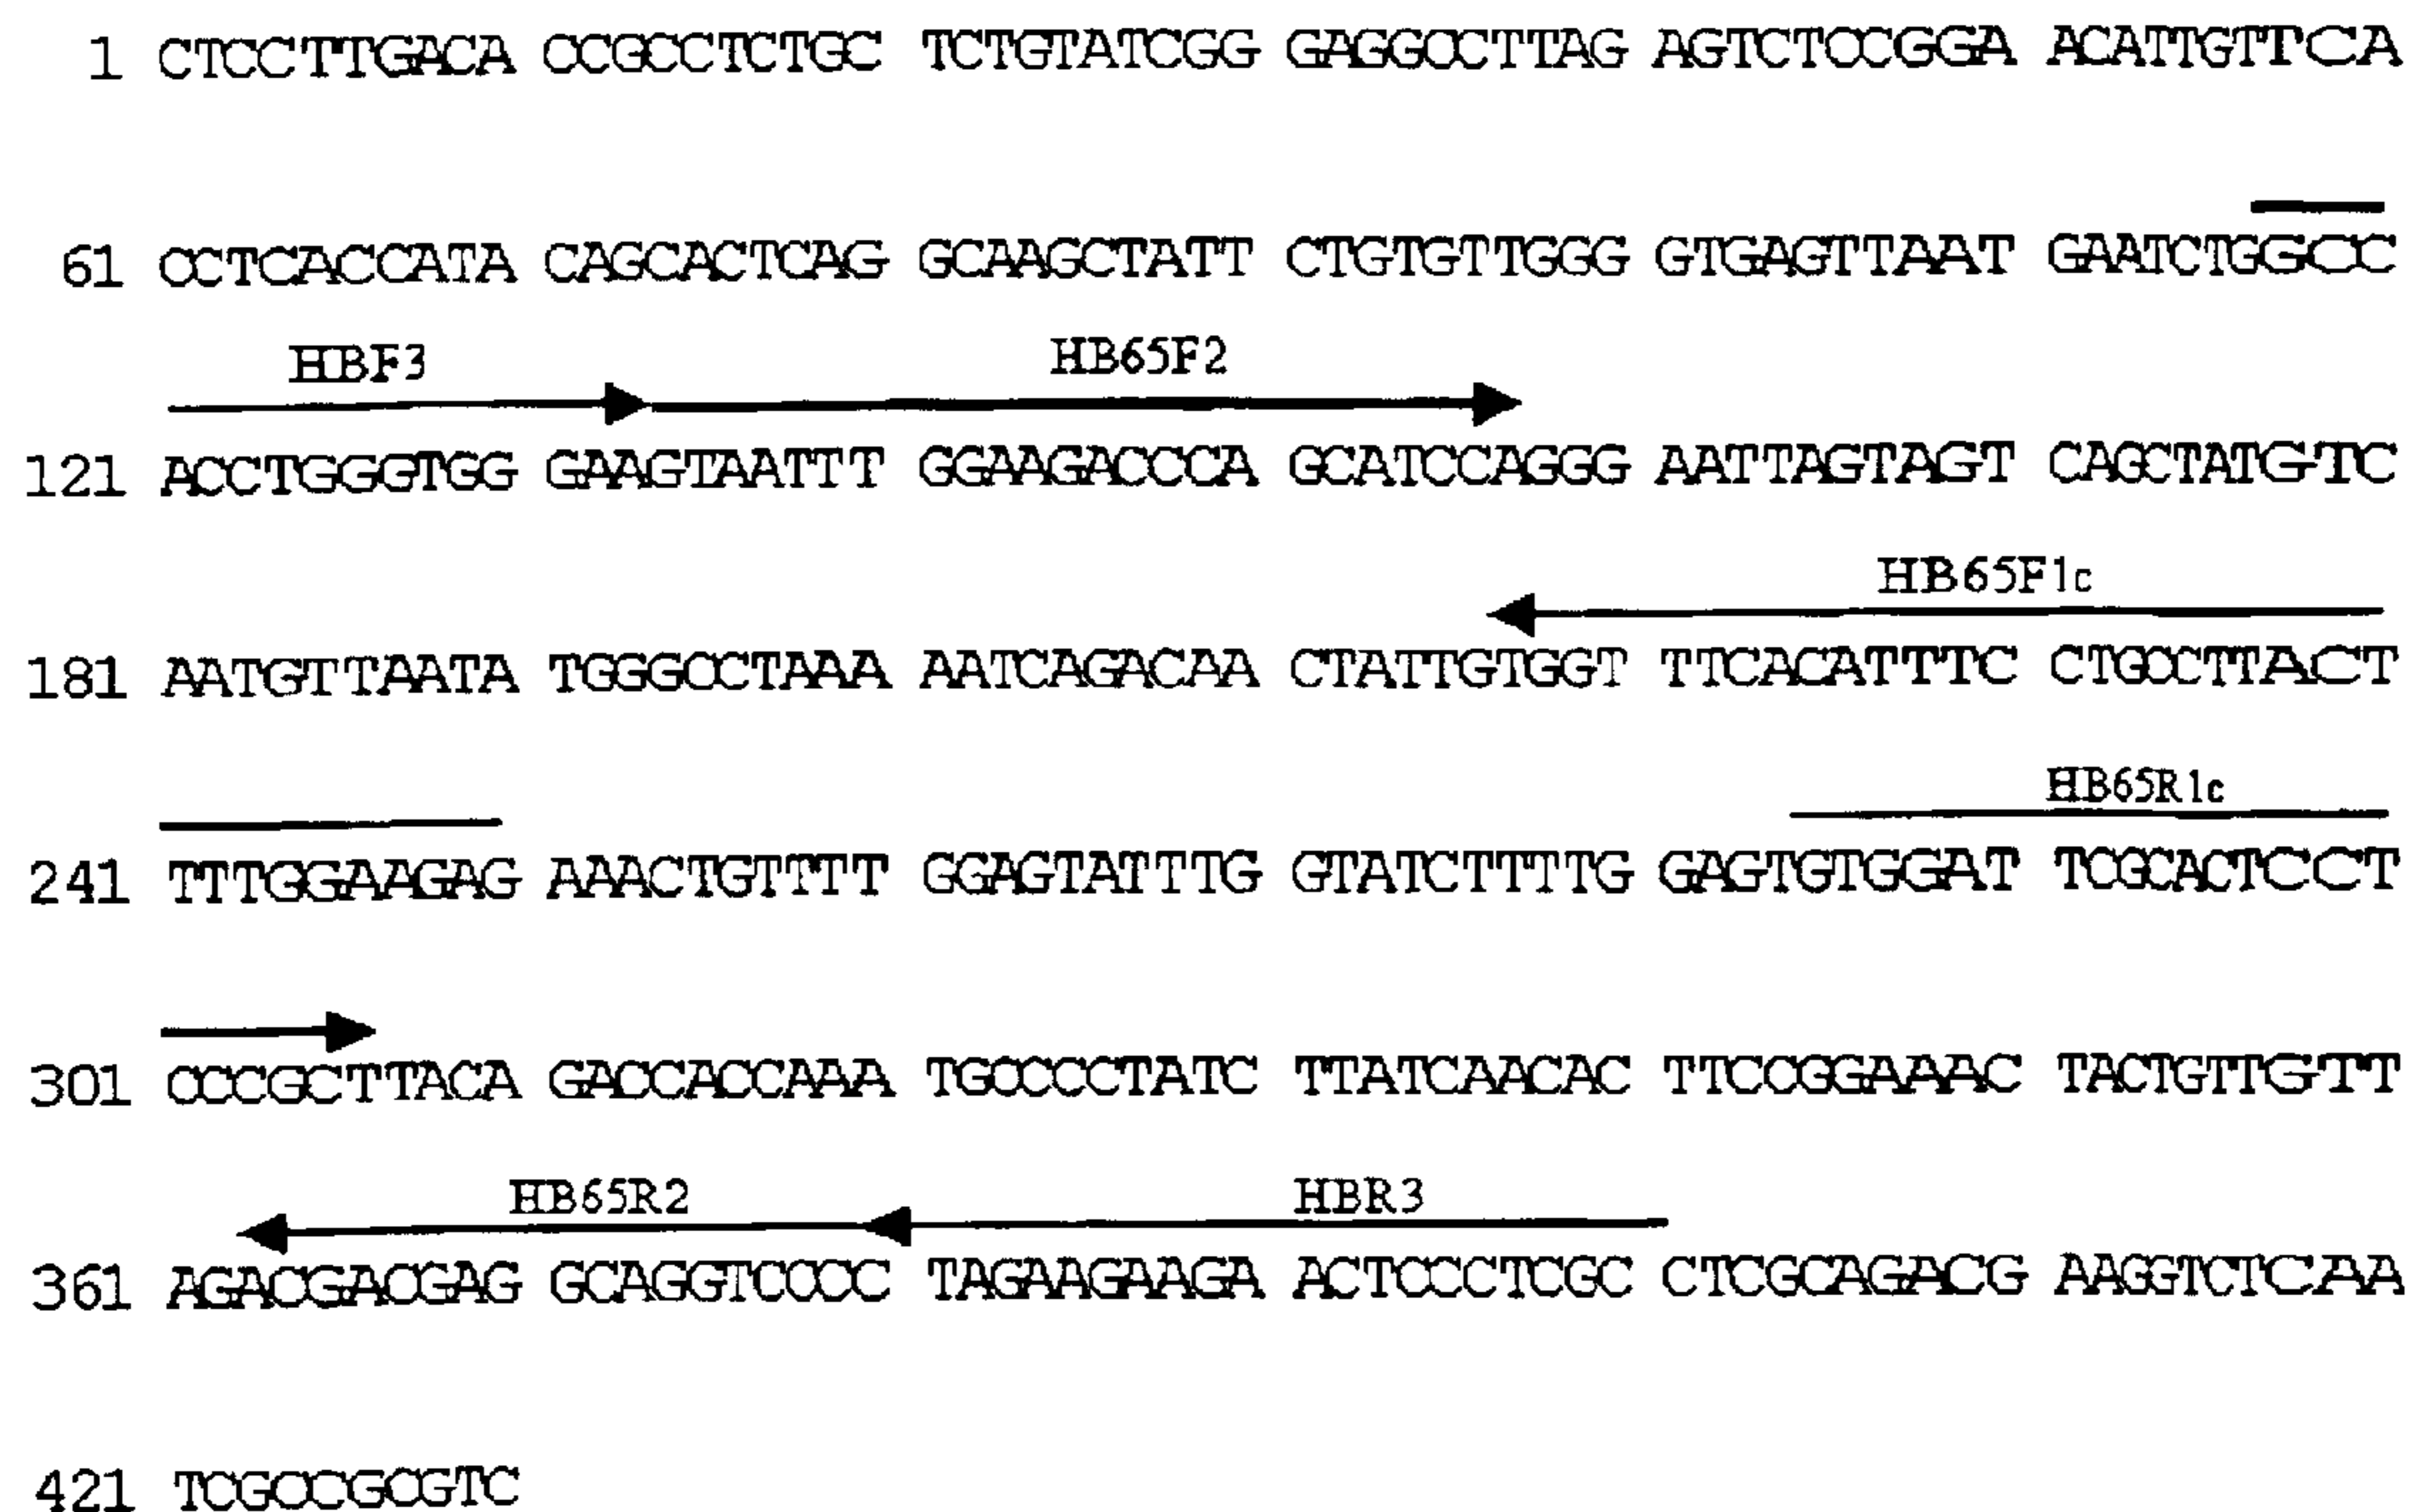 1 CTCCTTGACA CCGCCTCTGC TCTGTATCGG GAGGCCTTAG AGTCTCCGGA ACATTGTTCA
61 CCTCACCATA CAGCACTCAG GCAAGCTATT CTGTGTTGGG GTGAGTTAAT GAATCTGGCC
HBF3 HB65F2
121 ACCTGGGTGG GAAGTAATTT GGAAGACCCA GCATCCAGGG AATTAGTAGT CAGCTATGTC
HB65F1c
181 AATGTTAATA TGGGCCTAAA AATCAGACAA CTATTGTGGT TTCACATTTC CTGCCTTACT
HB65R1c
241 TTTGGAAGAG AAACTGTTTT GGAGTATTTG GTATCTTTTG GAGTGTGGAT TCGCACTCCT
301 CCCGCTTACA GACCACCAAA TGCCCCTATC TTATCAACAC TTCCGGAAAC TACTGTTGTT
HB65R2 HBR3
361 AGACGACGAG GCAGGTCCCC TAGAAGAAGA ACTCCCTCGC CTCGCAGACG AAGGTCTCAA
421 TCGCCGCGTC